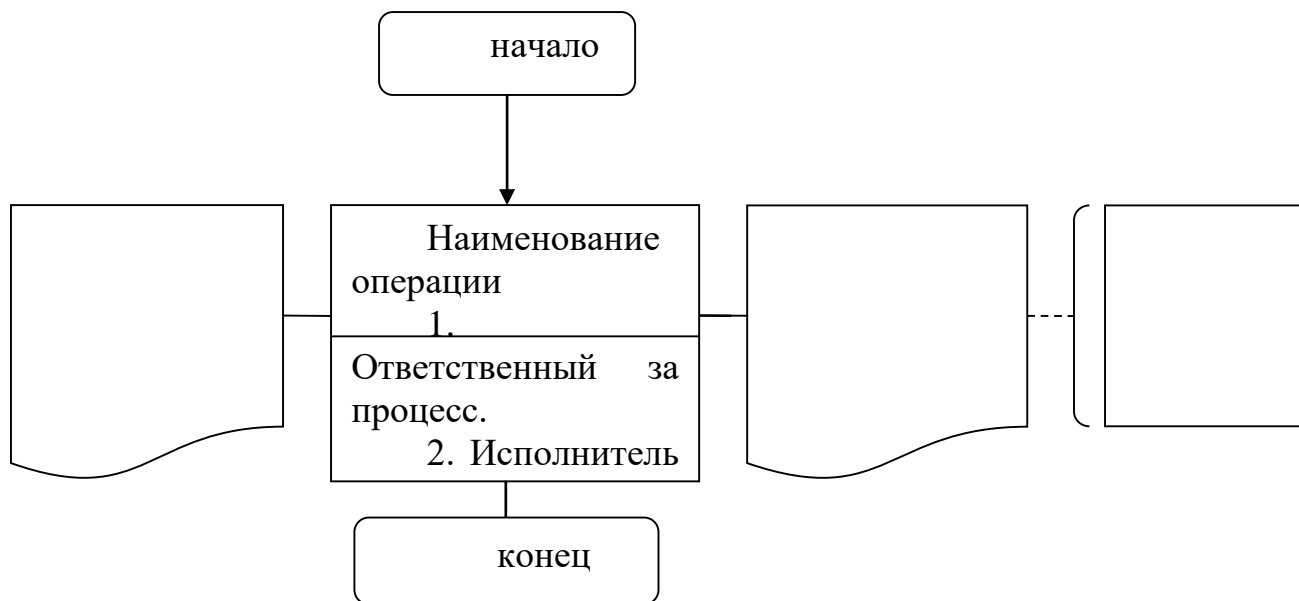 начало
Наименование
операции
1.
Ответственный за
процесс.
2. Исполнитель
конец